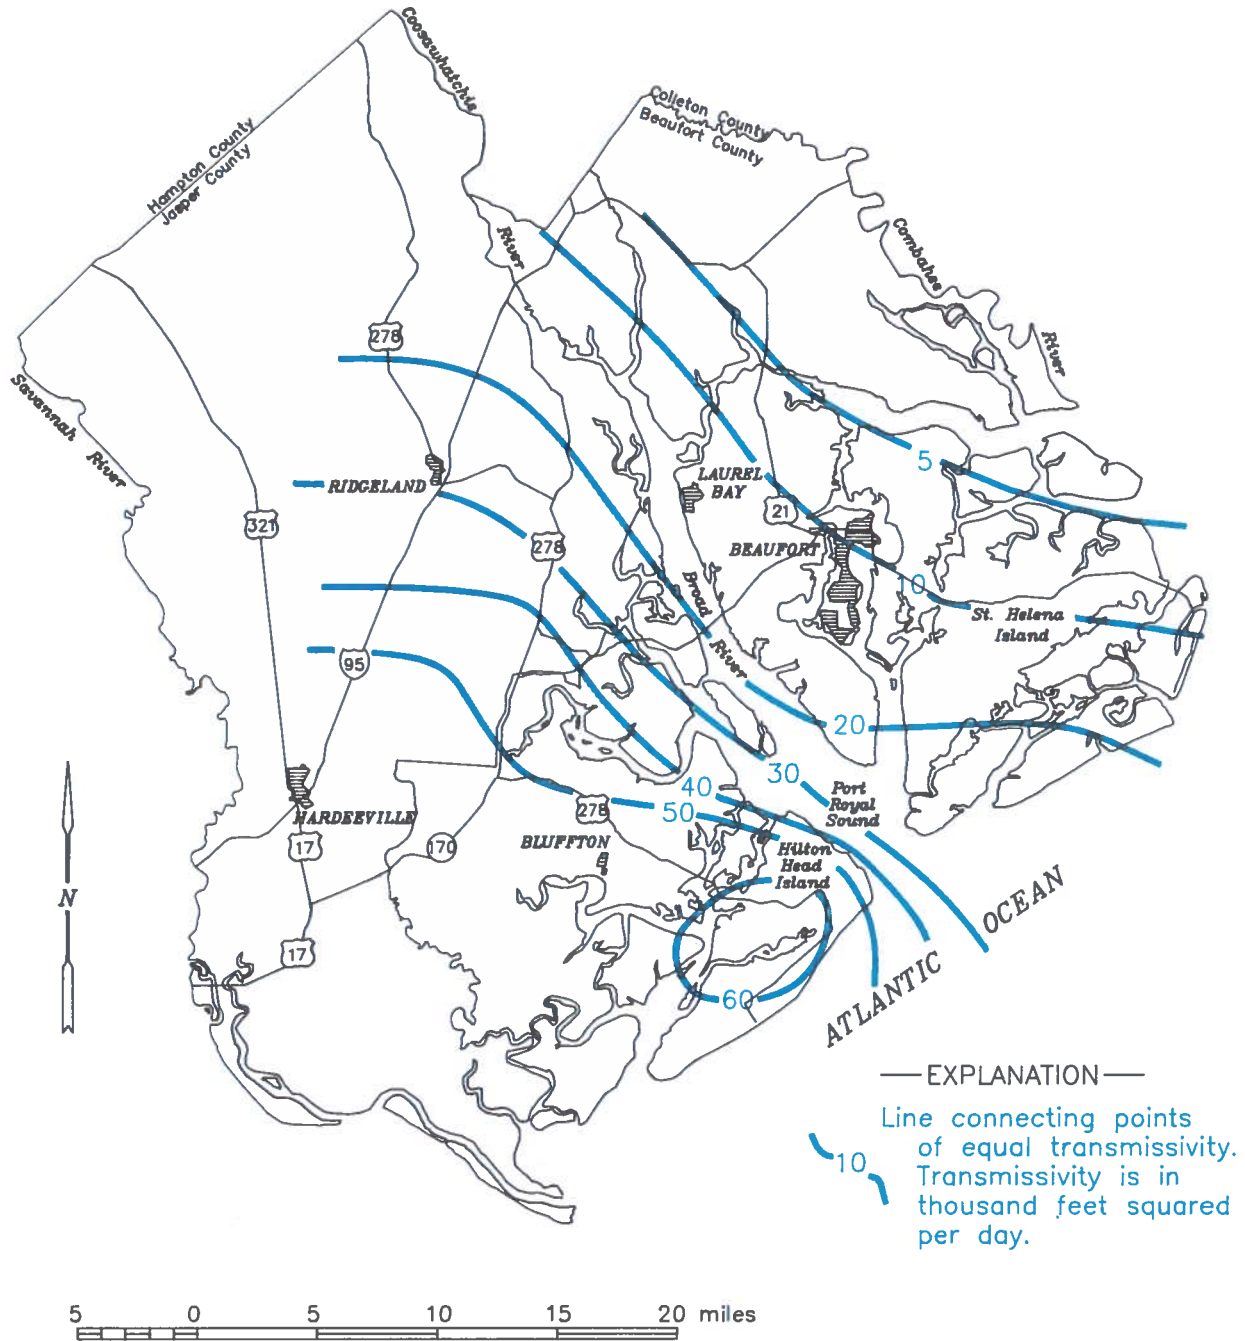 Coosawhatchie
River
Colleton County
Beaufort County
Hampton County
Jasper County
Combahee
River
278
Savannah
River
5
LAUREL
BAY
RIDGELAND
21
321
278
BEAUFORT
Broad
River
10
St. Helena
Island
95
20
30
40
50
Port
Royal
Sound
278
HARDEEVILLE
17
170
BLUFFTON
Hilton
Head
Island
N
17
60
ATLANTIC OCEAN
EXPLANATION
10
Line connecting points
of equal transmissivity.
Transmissivity is in
thousand feet squared
per day.
5 0 5 10 15 20 miles